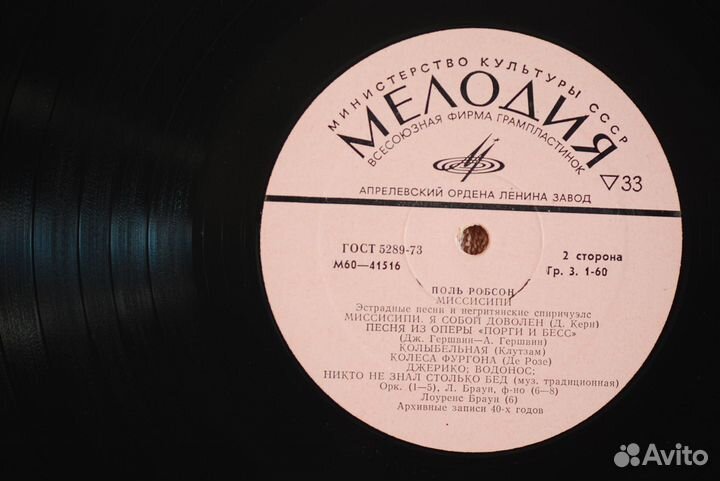 МИНИСТЕРСТВО КУЛЬТУРЫ СССР
МЕЛОДИЯ
ВСЕСОЮЗНАЯ ФИРМА ГРАМПЛАСТИНОК
АПРЕЛЕВСКИЙ ОРДЕНА ЛЕНИНА ЗАВОД
▽33
ГОСТ 5289-73
М60—41516
2 сторона
Гр. 3. 1-60
ПОЛЬ РОБСОН
МИССИСИПИ
Эстрадные песни и негритянские спиричуэлс
МИССИСИПИ. Я СОБОЙ ДОВОЛЕН (Д. Керн)
ПЕСНЯ ИЗ ОПЕРЫ «ПОРГИ И БЕСС»
(Дж. Гершвин—А. Гершвин)
КОЛЫБЕЛЬНАЯ (Клутзам)
КОЛЕСА ФУРГОНА (Де Розе)
ДЖЕРИКО; ВОДОНОС;
НИКТО НЕ ЗНАЛ СТОЛЬКО БЕД (муз. традиционная)
Орк. (1—5), Л. Браун, ф-но (6—8)
Лоуренс Браун (6)
Архивные записи 40-х годов
Avito